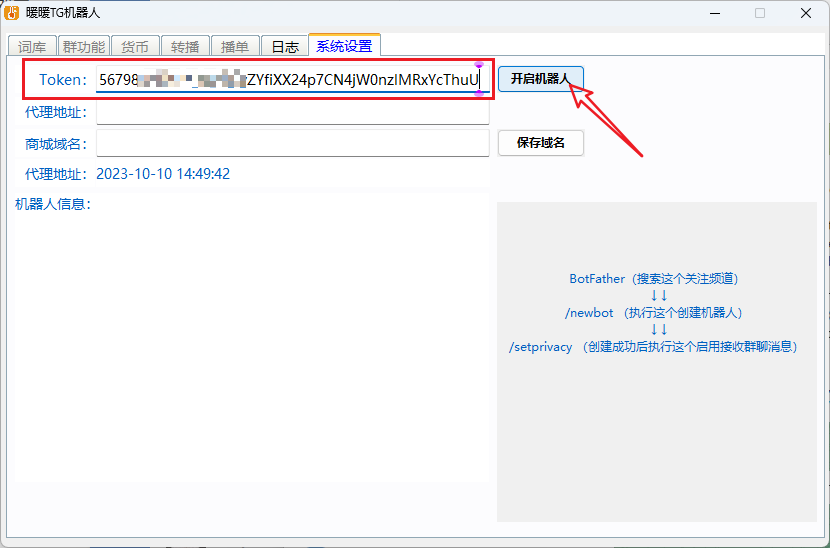 暖暖TG机器人
词库 群功能 货币 转播 播单 日志 系统设置
Token: 56798 ZYfiXX24p7CN4jW0nzIMRxYcThuU 开启机器人
代理地址:
商城域名: 保存域名
代理地址: 2023-10-10 14:49:42
机器人信息:
BotFather（搜索这个关注频道）
↓↓
/newbot （执行这个创建机器人）
↓↓
/setprivacy （创建成功后执行这个启用接收群聊消息）